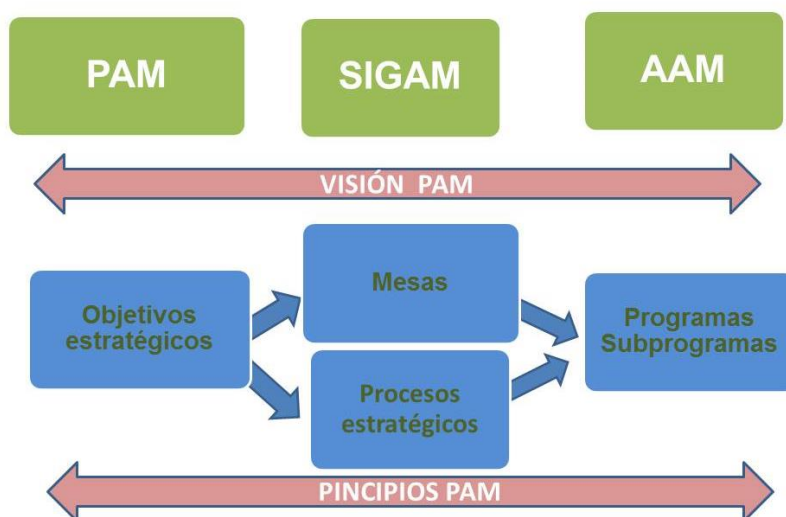 PAM
SIGAM
AAM
VISIÓN PAM
Objetivos
estratégicos
Mesas
Procesos
estratégicos
Programas
Subprogramas
PINCIPIOS PAM